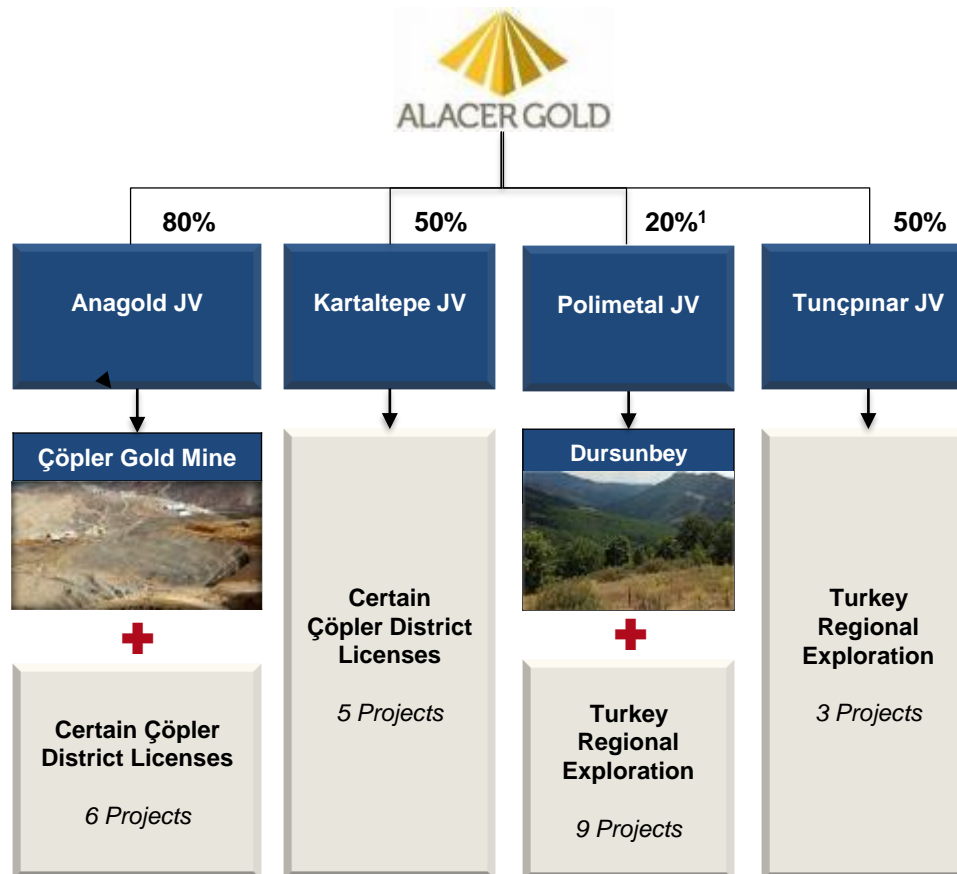 ALACER GOLD
80%
50%
20%¹
50%
Anagold JV
Kartaltepe JV
Polimetal JV
Tunçpınar JV
Çöpler Gold Mine
Certain Çöpler
District Licenses
6 Projects
Certain
Çöpler District
Licenses
5 Projects
Dursunbey
Turkey
Regional
Exploration
9 Projects
Turkey
Regional
Exploration
3 Projects